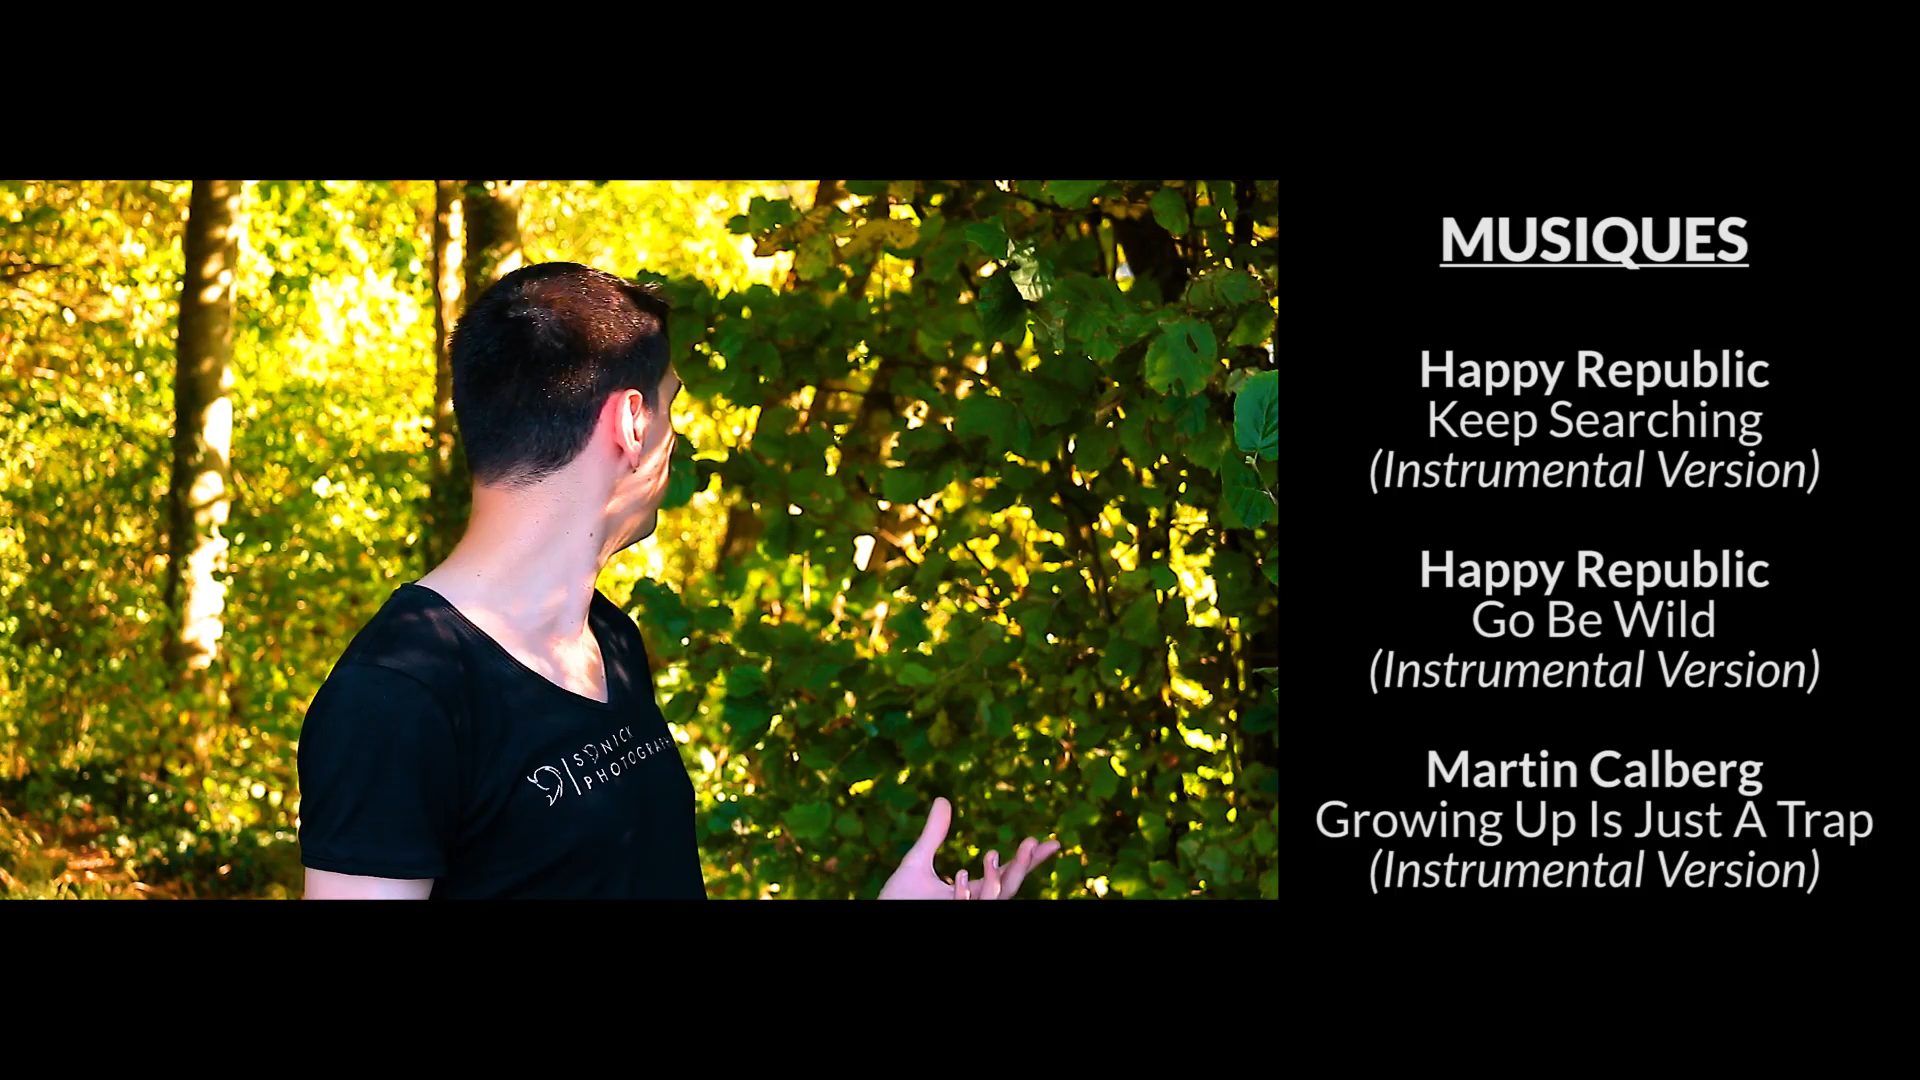 MUSIQUES
Happy Republic
Keep Searching
(Instrumental Version)
Happy Republic
Go Be Wild
(Instrumental Version)
Martin Calberg
Growing Up Is Just A Trap
(Instrumental Version)
SONICK